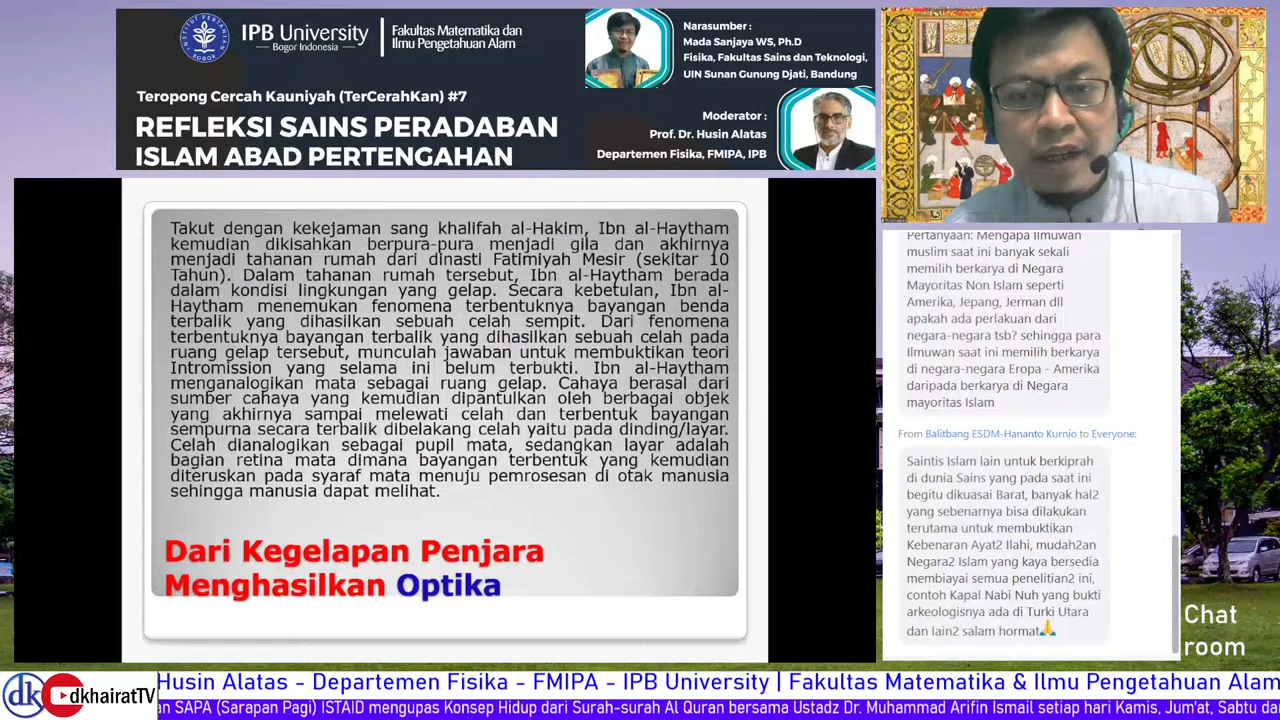 IPB University
Bogor Indonesia
Fakultas Matematika dan
Ilmu Pengetahuan Alam
Teropong Cercah Kauniyah (TerCerahKan) #7
REFLEKSI SAINS PERADABAN
ISLAM ABAD PERTENGAHAN
Narasumber :
Mada Sanjaya WS, Ph.D
Fisika, Fakultas Sains dan Teknologi,
UIN Sunan Gunung Djati, Bandung
Moderator :
Prof. Dr. Husin Alatas
Departemen Fisika, FMIPA, IPB
Takut dengan kekejaman sang khalifah al-Hakim, Ibn al-Haytham
kemudian dikisahkan berpura-pura menjadi gila dan akhirnya
menjadi tahanan rumah dari dinasti Fatimiyah Mesir (sekitar 10
Tahun). Dalam tahanan rumah tersebut, Ibn al-Haytham berada
dalam kondisi lingkungan yang gelap. Secara kebetulan, Ibn al-
Haytham menemukan fenomena terbentuknya bayangan benda
terbalik yang dihasilkan sebuah celah sempit. Dari fenomena
terbentuknya bayangan terbalik yang dihasilkan sebuah celah pada
ruang gelap tersebut, munculah jawaban untuk membuktikan teori
Intromission yang selama ini belum terbukti. Ibn al-Haytham
menganalogikan mata sebagai ruang gelap. Cahaya berasal dari
sumber cahaya yang kemudian dipantulkan oleh berbagai objek
yang akhirnya sampai melewati celah dan terbentuk bayangan
sempurna secara terbalik dibelakang celah yaitu pada dinding/layar.
Celah dianalogikan sebagai pupil mata, sedangkan layar adalah
bagian retina mata dimana bayangan terbentuk yang kemudian
diteruskan pada syaraf mata menuju pemrosesan di otak manusia
sehingga manusia dapat melihat.
Dari Kegelapan Penjara
Menghasilkan Optika
Pertanyaan: Mengapa Ilmuwan
muslim saat ini banyak sekali
memilih berkarya di Negara
Mayoritas Non Islam seperti
Amerika, Jepang, Jerman dll
apakah ada perlakuan dari
negara-negara tsb? sehingga para
Ilmuwan saat ini memilih berkarya
di negara-negara Eropa - Amerika
daripada berkarya di Negara
mayoritas Islam
From Balitbang ESDM-Hananto Kurnio to Everyone:
Saintis Islam lain untuk berkiprah
di dunia Sains yang pada saat ini
begitu dikuasai Barat, banyak hal2
yang sebenarnya bisa dilakukan
terutama untuk membuktikan
Kebenaran Ayat2 Ilahi, mudah2an
Negara2 Islam yang kaya bersedia
membiayai semua penelitian2 ini,
contoh Kapal Nabi Nuh yang bukti
arkeologisnya ada di Turki Utara
dan lain2 salam hormat🙏
Chat
room
dk dkhairatTV
Husin Alatas - Departemen Fisika - FMIPA - IPB University | Fakultas Matematika & Ilmu Pengetahuan Alam
an SAPA (Sarapan Pagi) ISTAID mengupas Konsep Hidup dari Surah-surah Al Quran bersama Ustadz Dr. Muhammad Arifin Ismail setiap hari Kamis, Jum'at, Sabtu da